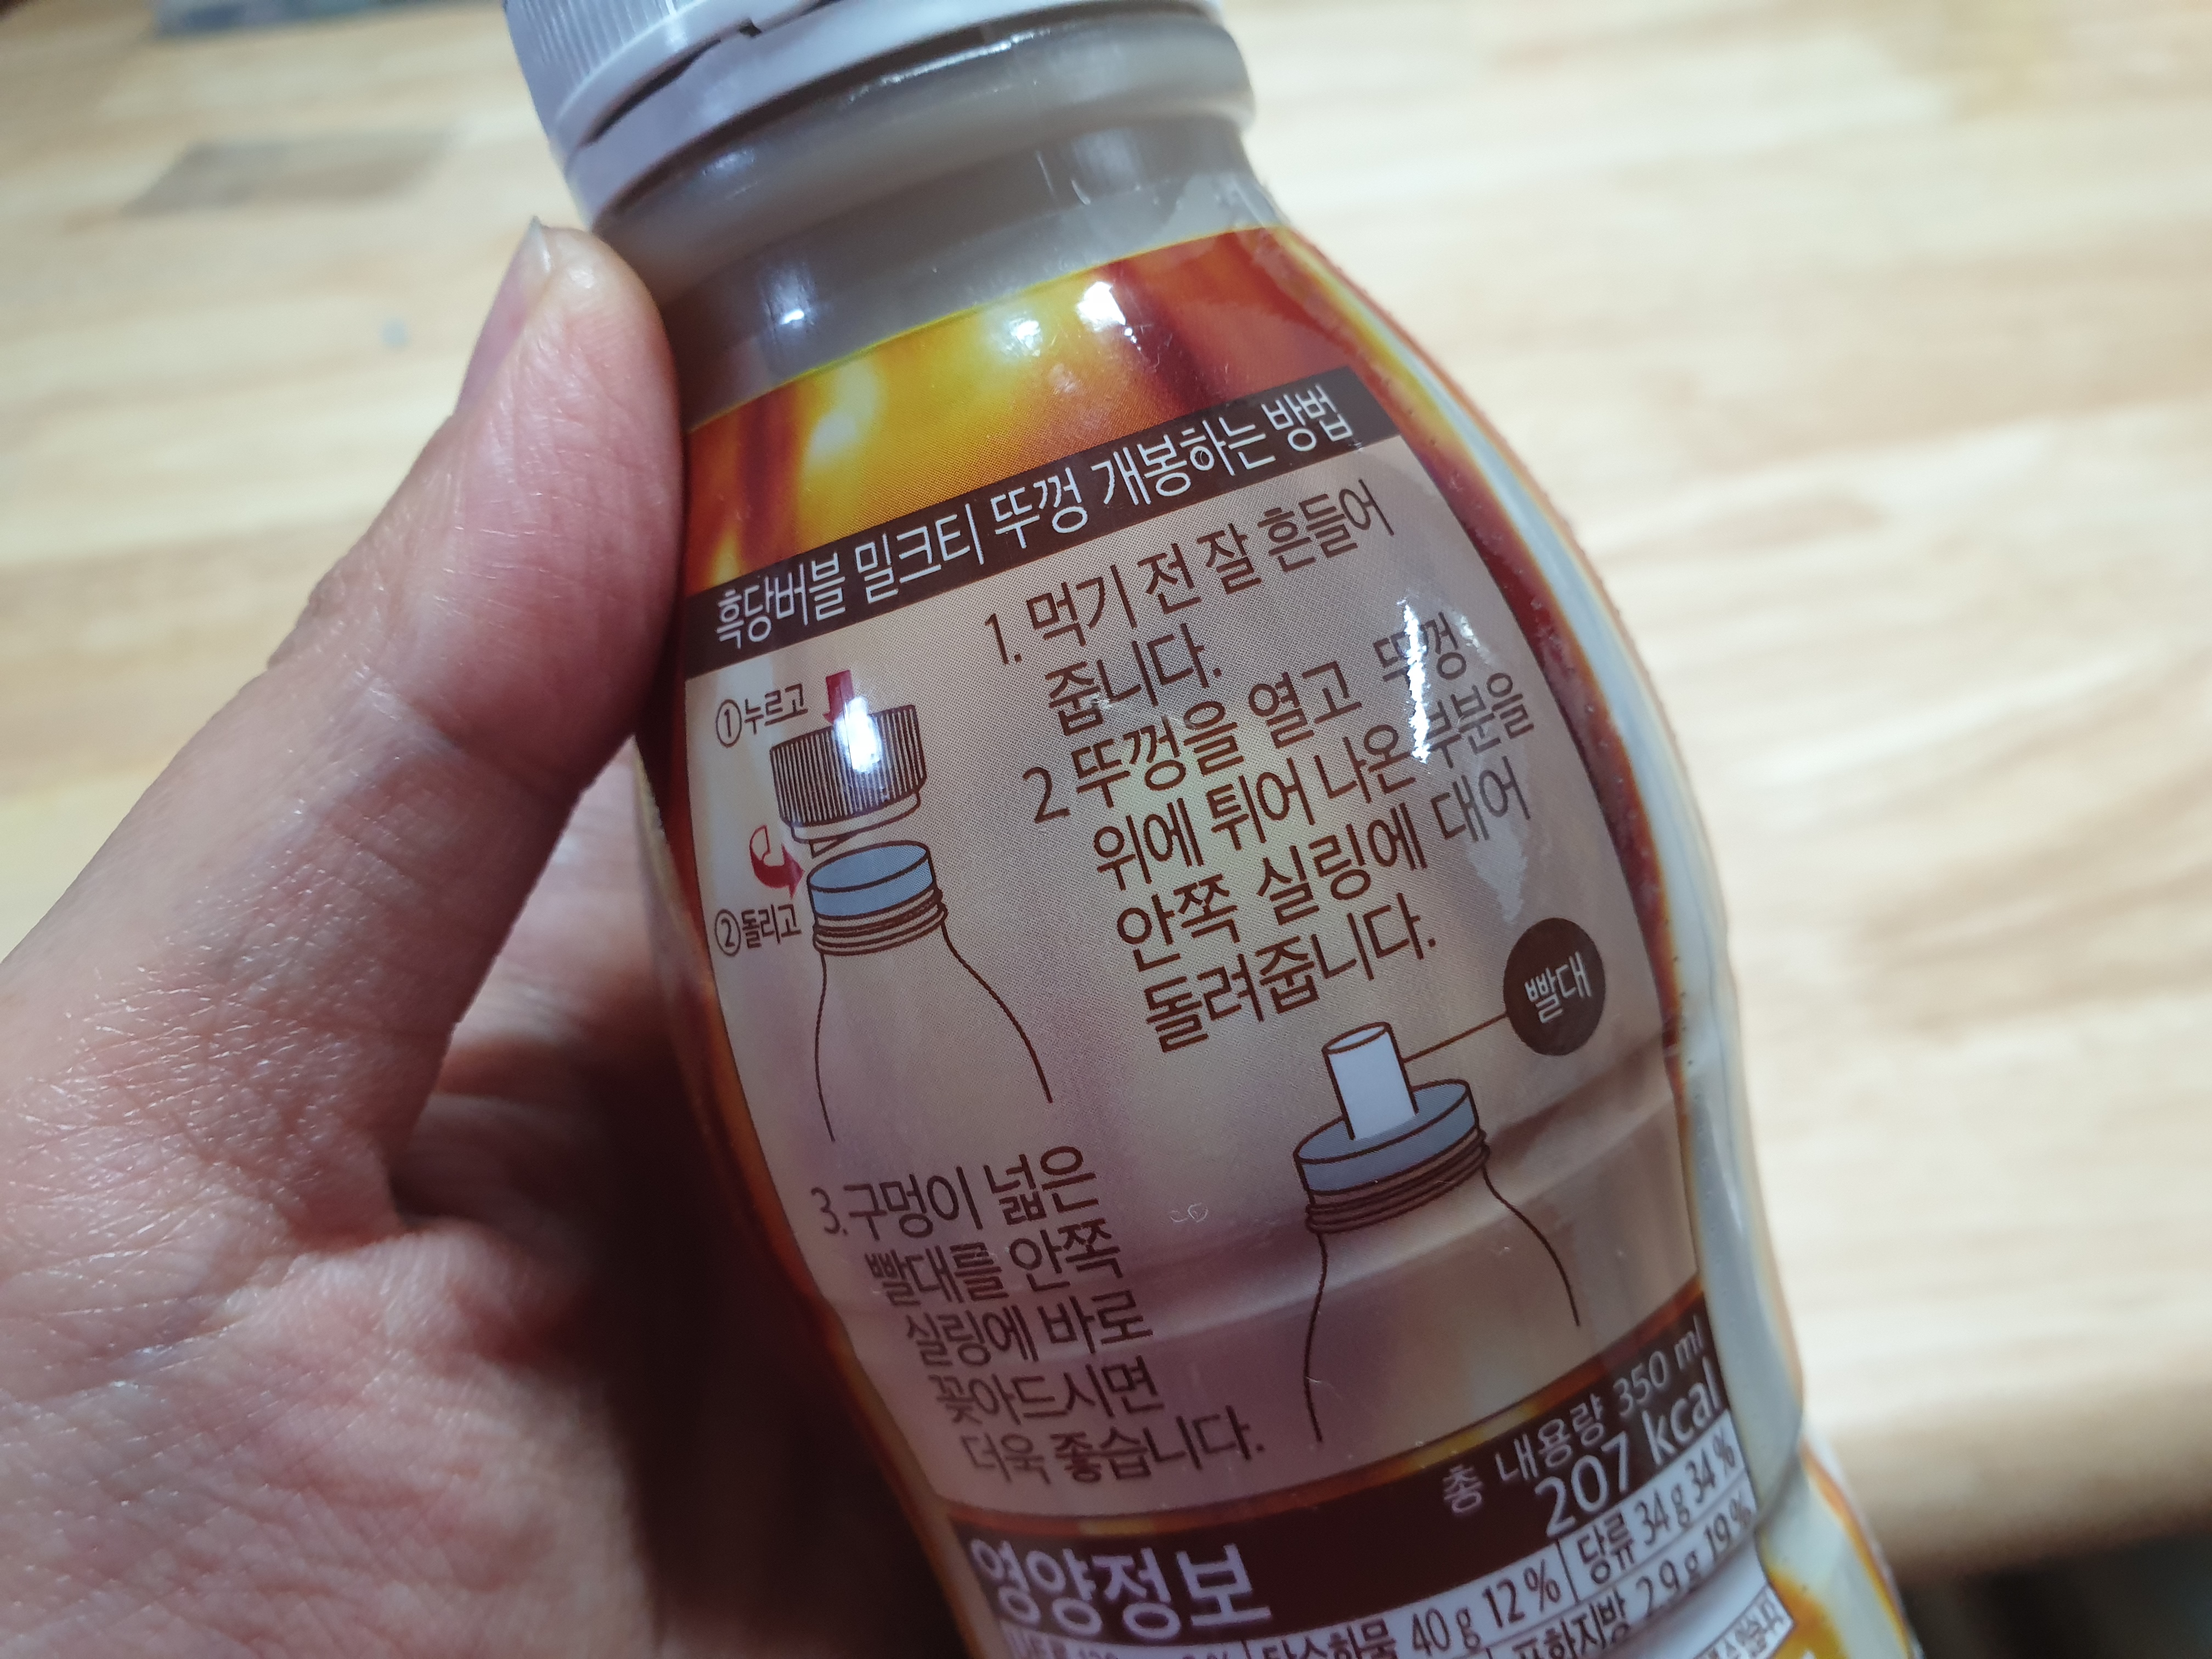 흑당버블 밀크티 뚜껑 개봉하는 방법
1. 먹기 전 잘 흔들어
줍니다.
2 뚜껑을 열고 뚜껑
위에 튀어 나온 부분을
안쪽 실링에 대어
돌려줍니다.
①누르고
②돌리고
빨대
3. 구멍이 넓은
빨대를 안쪽
실링에 바로
꽂아드시면
더욱 좋습니다.
총 내용량 350 ml
207 kcal
영양정보
탄수화물 40 g 12 % 당류 34 g 34 %
포화지방 2.9 g 19 %